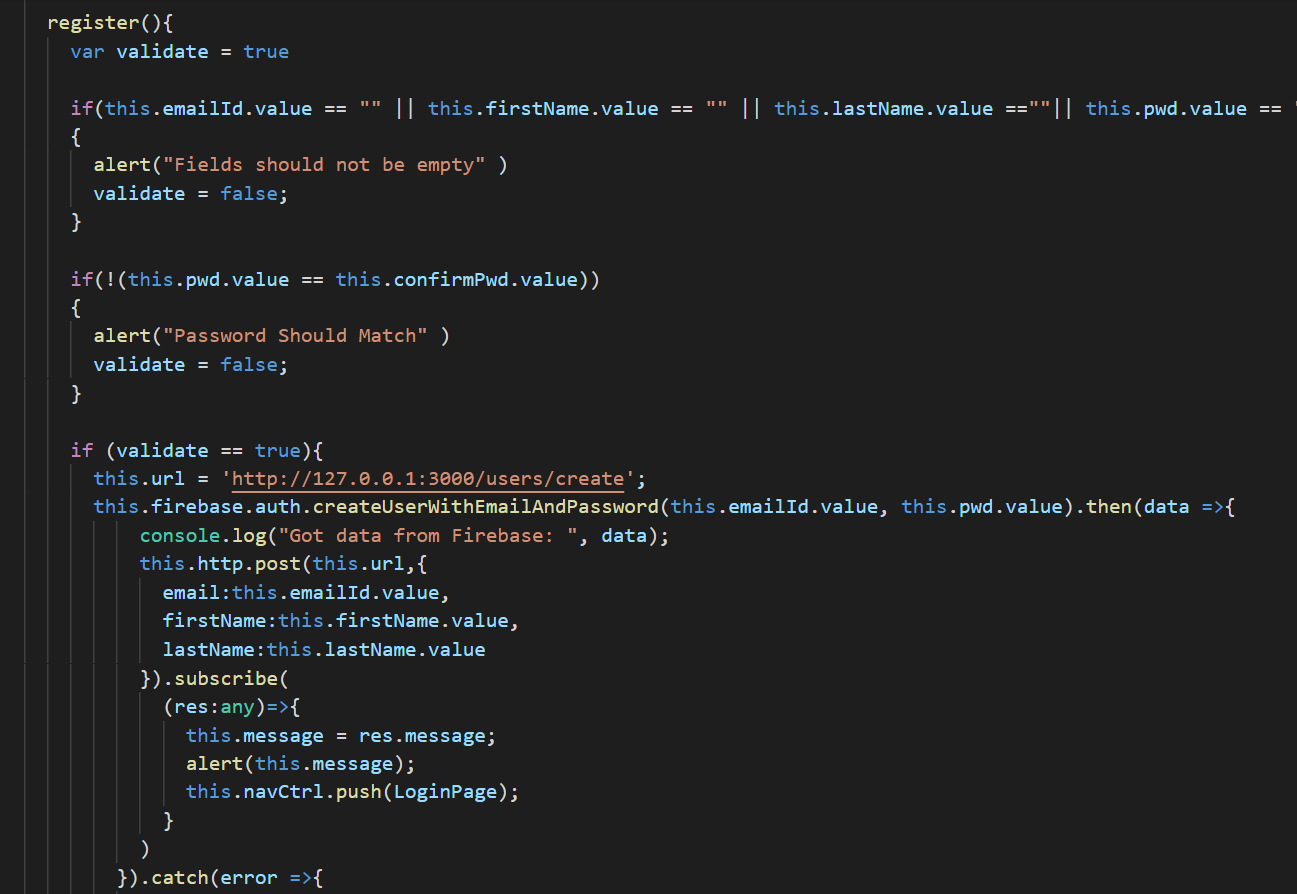 register(){
var validate = true
if(this.emailId.value == "" || this.firstName.value == "" || this.lastName.value ==""|| this.pwd.value ==
{
alert("Fields should not be empty" )
validate = false;
}
if(!(this.pwd.value == this.confirmPwd.value))
{
alert("Password Should Match" )
validate = false;
}
if (validate == true){
this.url = 'http://127.0.0.1:3000/users/create';
this.firebase.auth.createUserWithEmailAndPassword(this.emailId.value, this.pwd.value).then(data =>{
console.log("Got data from Firebase: ", data);
this.http.post(this.url,{
email:this.emailId.value,
firstName:this.firstName.value,
lastName:this.lastName.value
}).subscribe(
(res:any)=>{
this.message = res.message;
alert(this.message);
this.navCtrl.push(LoginPage);
}
)
}).catch(error =>{